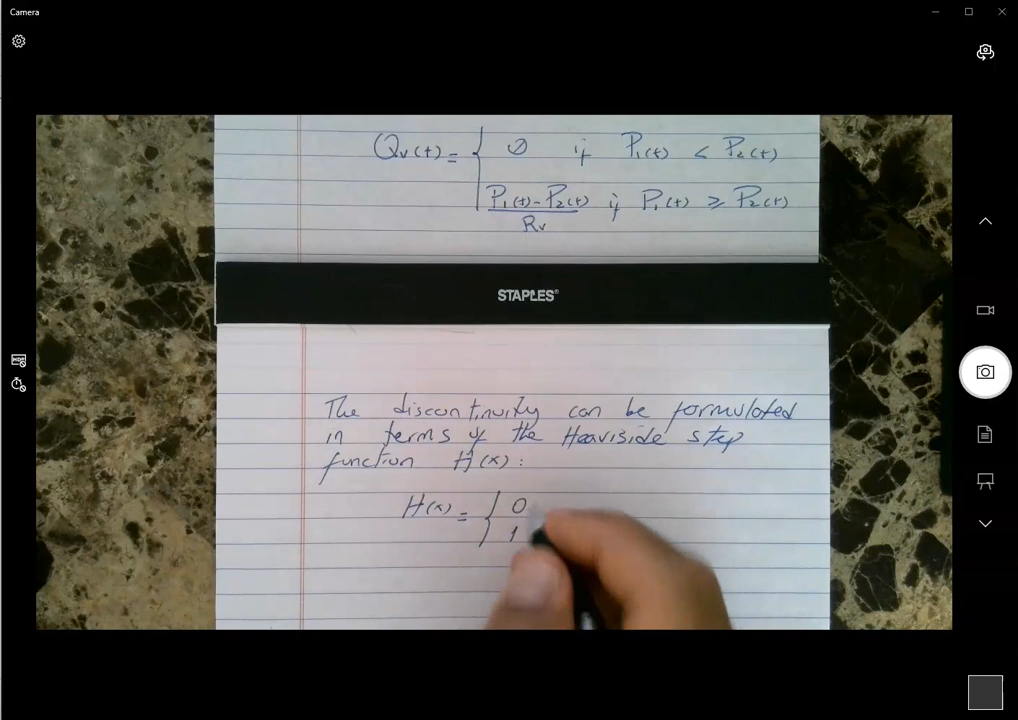 Camera
Qv(t) = { 0 if P1(t) < P2(t)
P1(t) - P2(t) if P1(t) ≥ P2(t)
Rv
STAPLES®
The discontinuity can be formulated
in terms of the Heaviside step
function H(x) :
H(x) = { 0
1